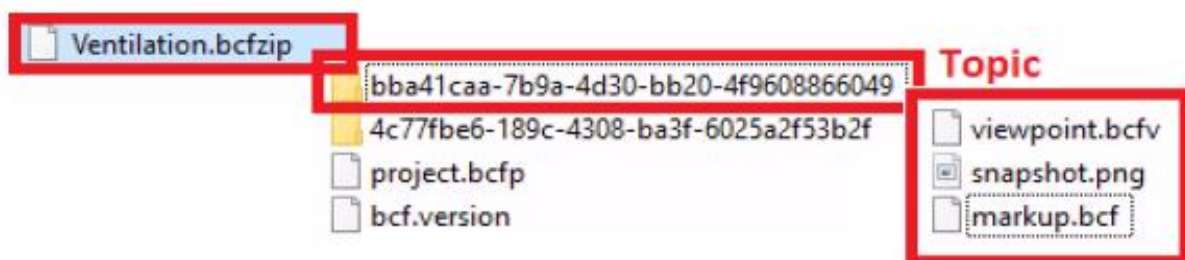 Ventilation.bcfzip
bba41caa-7b9a-4d30-bb20-4f9608866049
4c77fbe6-189c-4308-ba3f-6025a2f53b2f
project.bcfp
bcf.version
Topic
viewpoint.bcfv
snapshot.png
markup.bcf